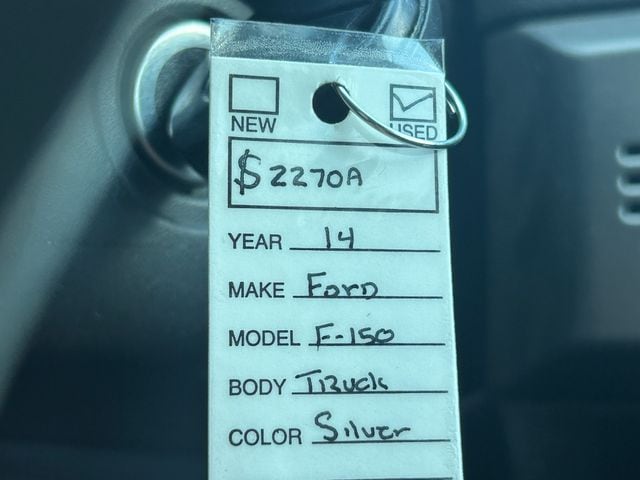 NEW USED
$2270A
YEAR 14
MAKE Ford
MODEL F-150
BODY Truck
COLOR Silver